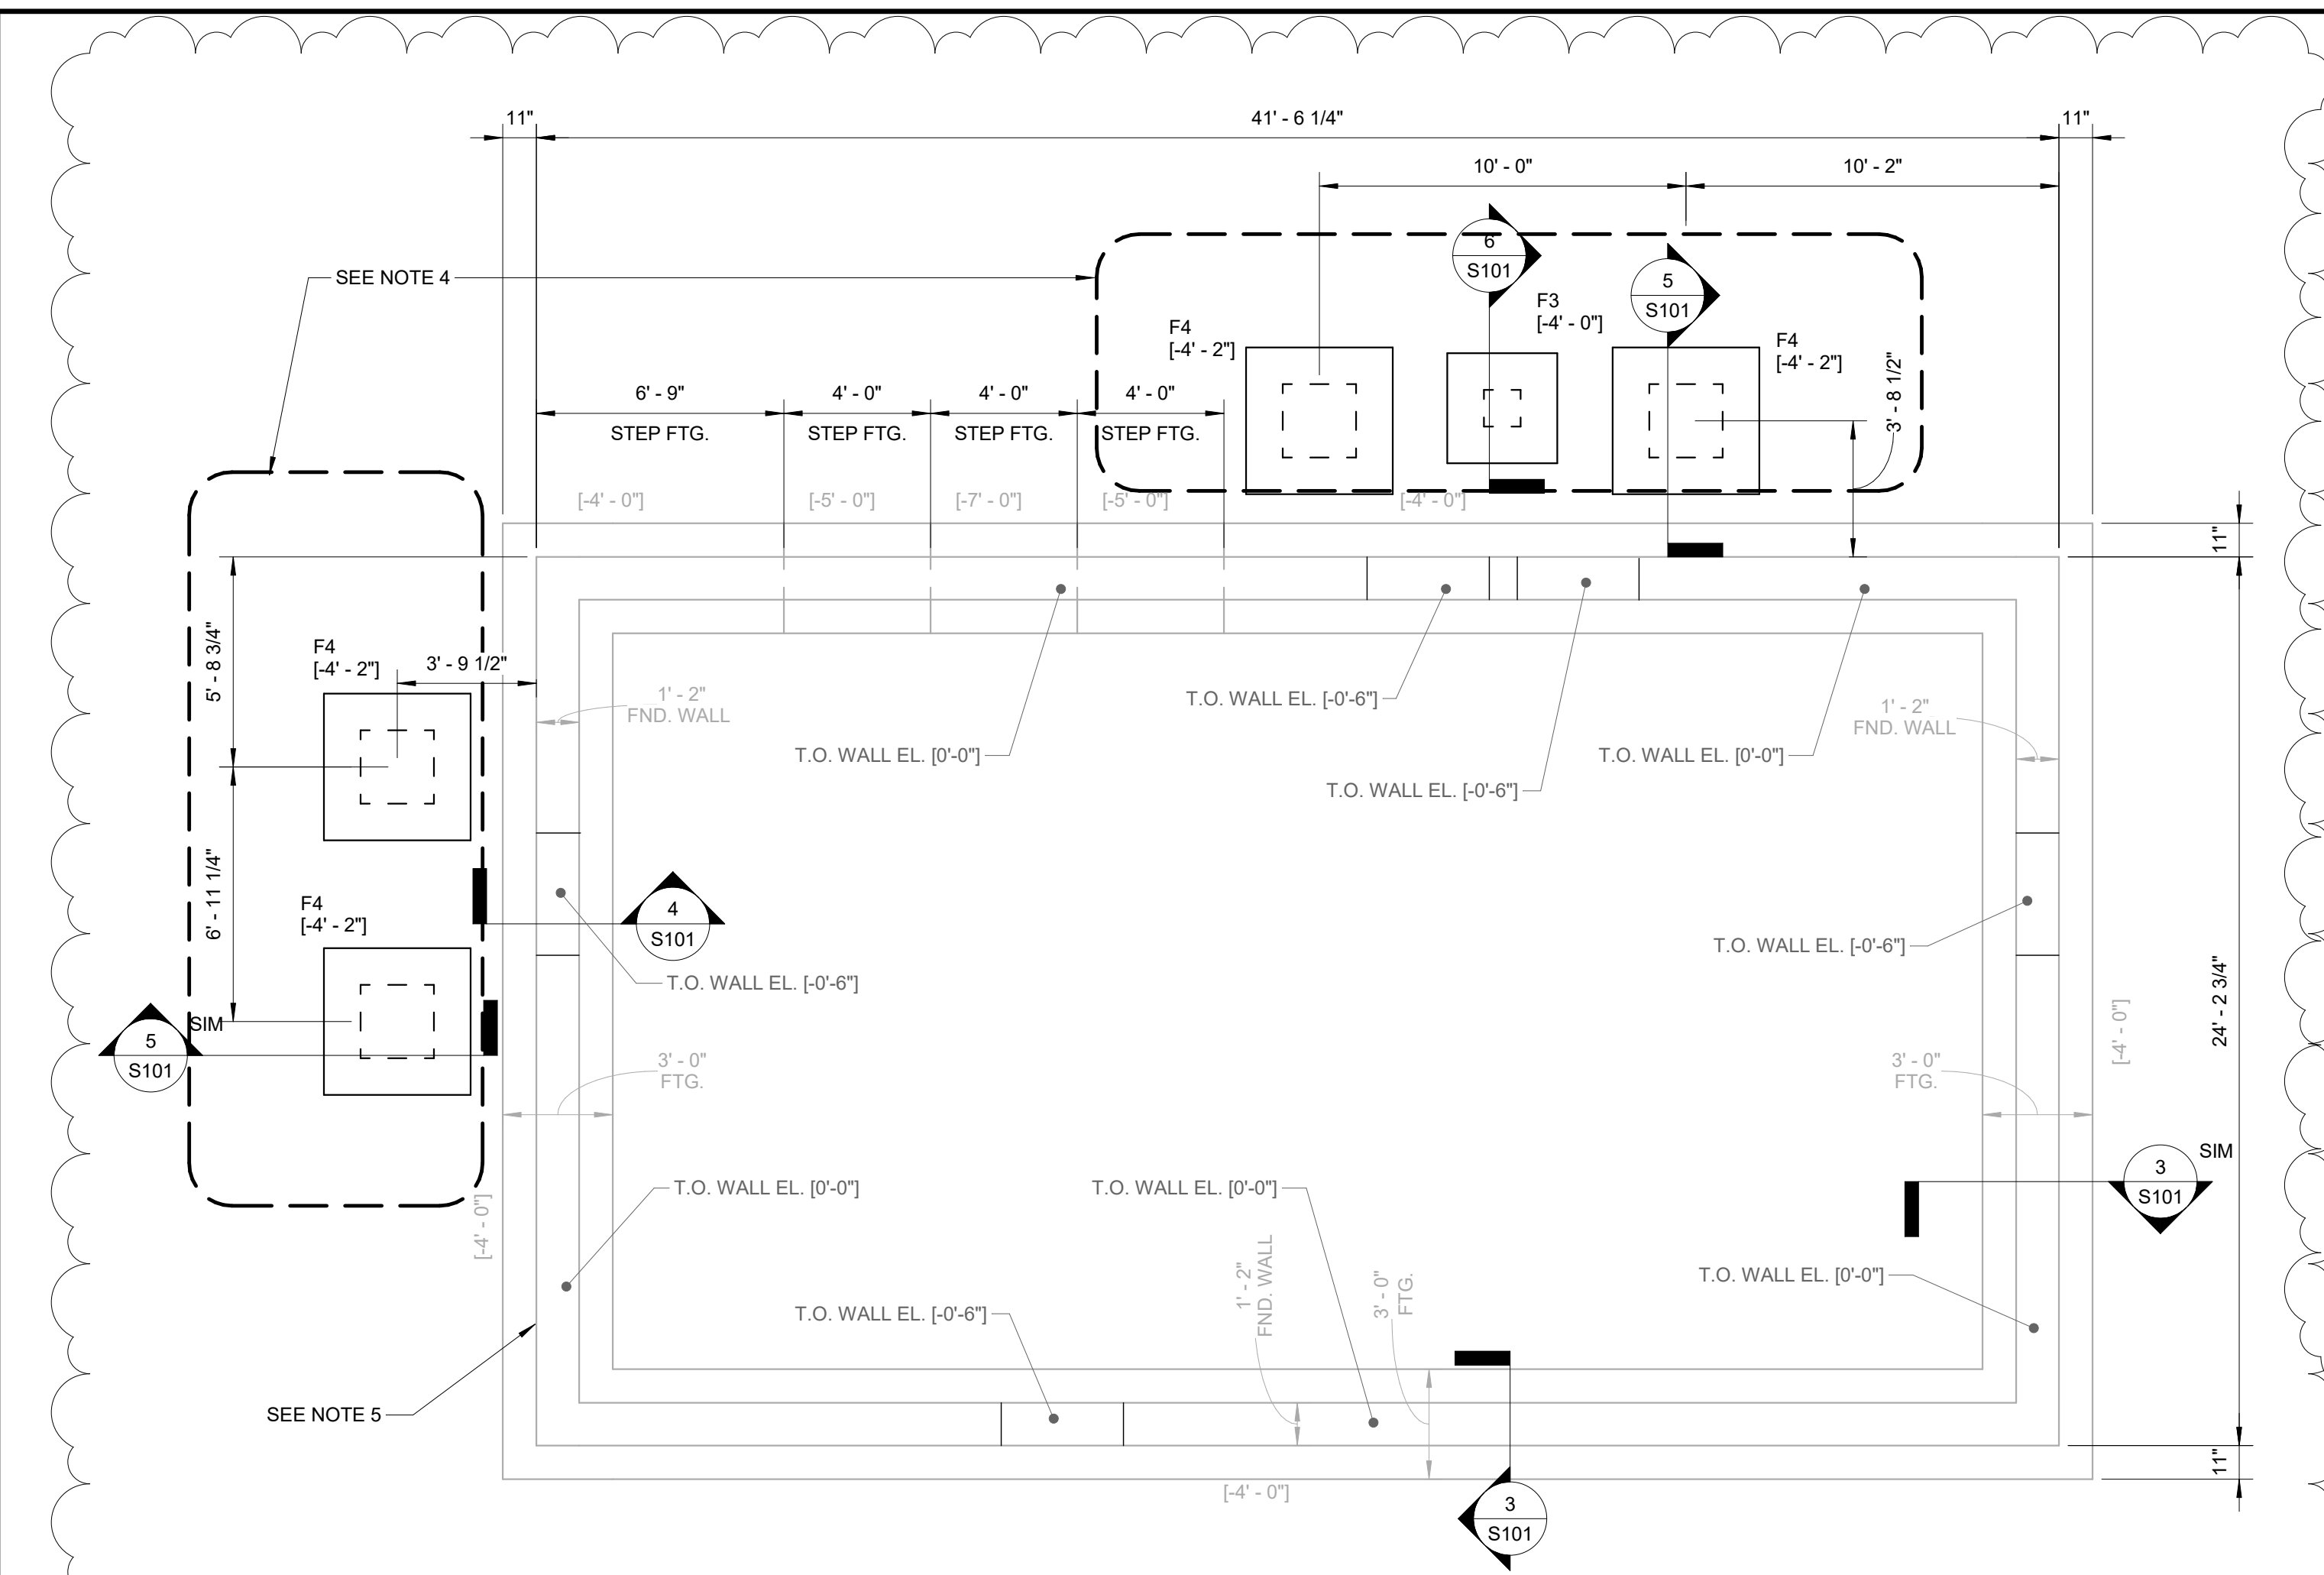 11"
41' - 6 1/4"
11"
10' - 0"
10' - 2"
6
S101
5
S101
SEE NOTE 4
F3
[-4' - 0"]
F4
[-4' - 2"]
F4
[-4' - 2"]
3' - 8 1/2"
6' - 9"
STEP FTG.
4' - 0"
STEP FTG.
4' - 0"
STEP FTG.
4' - 0"
STEP FTG.
[-4' - 0"]
[-5' - 0"]
[-7' - 0"]
[-5' - 0"]
[-4' - 0"]
11"
5' - 8 3/4"
F4
[-4' - 2"]
3' - 9 1/2"
1' - 2"
FND. WALL
T.O. WALL EL. [-0'-6"]
1' - 2"
FND. WALL
T.O. WALL EL. [0'-0"]
T.O. WALL EL. [0'-0"]
T.O. WALL EL. [-0'-6"]
6' - 11 1/4"
F4
[-4' - 2"]
4
S101
T.O. WALL EL. [-0'-6"]
T.O. WALL EL. [-0'-6"]
24' - 2 3/4"
[-4' - 0"]
SIM
5
S101
3' - 0"
FTG.
3' - 0"
FTG.
SIM
3
S101
T.O. WALL EL. [0'-0"]
T.O. WALL EL. [0'-0"]
[-4' - 0"]
1' - 2"
FND. WALL
3' - 0"
FTG.
T.O. WALL EL. [0'-0"]
T.O. WALL EL. [-0'-6"]
SEE NOTE 5
11"
[-4' - 0"]
3
S101